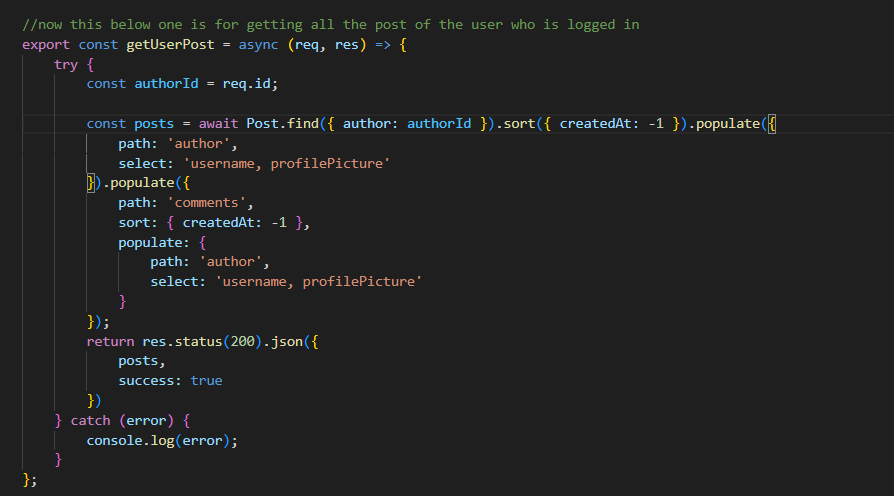 //now this below one is for getting all the post of the user who is logged in
export const getUserPost = async (req, res) => {
    try {
        const authorId = req.id;

        const posts = await Post.find({ author: authorId }).sort({ createdAt: -1 }).populate({
            path: 'author',
            select: 'username, profilePicture'
        }).populate({
            path: 'comments',
            sort: { createdAt: -1 },
            populate: {
                path: 'author',
                select: 'username, profilePicture'
            }
        });
        return res.status(200).json({
            posts,
            success: true
        })
    } catch (error) {
        console.log(error);
    }
};